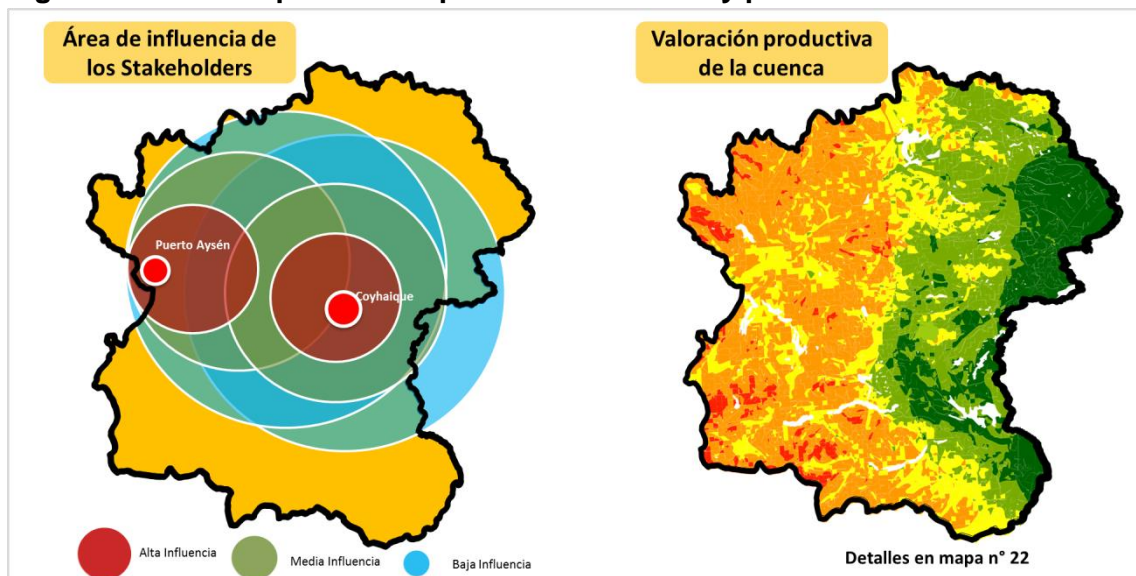 Área de influencia de
los Stakeholders
Valoración productiva
de la cuenca
Puerto Aysén
Coyhaique
Alta Influencia
Media Influencia
Baja Influencia
Detalles en mapa n° 22